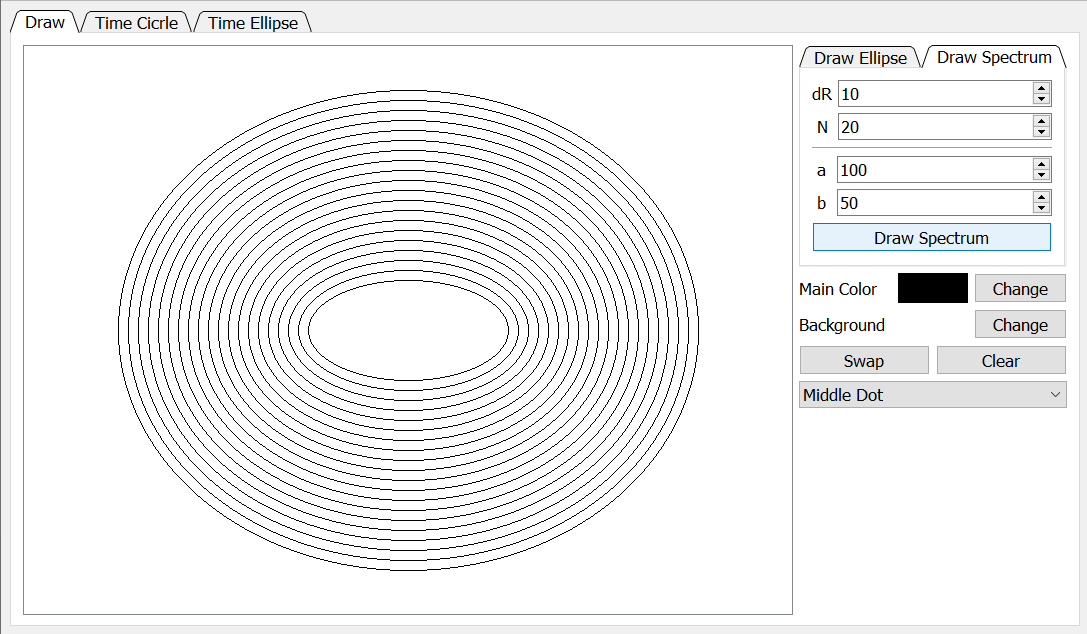 Draw Time Cicrle Time Ellipse
Draw Ellipse Draw Spectrum
dR 10
N 20
a 100
b 50
Draw Spectrum
Main Color Change
Background Change
Swap Clear
Middle Dot